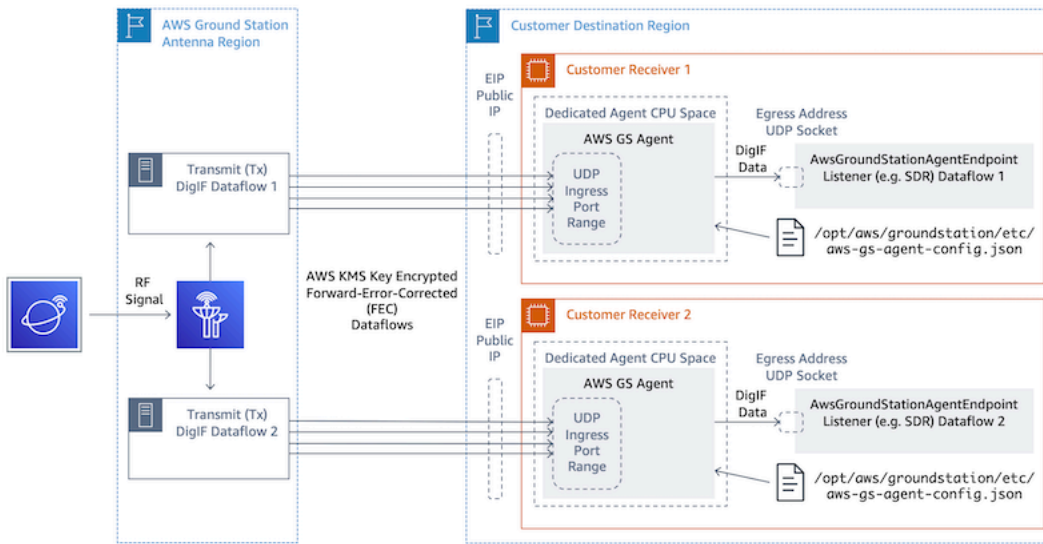 AWS Ground Station
Antenna Region
Customer Destination Region
Customer Receiver 1
EIP
Public
IP
Dedicated Agent CPU Space
AWS GS Agent
UDP
Ingress
Port
Range
DigIF
Data
Egress Address
UDP Socket
AwsGroundStationAgentEndpoint
Listener (e.g. SDR) Dataflow 1
/opt/aws/groundstation/etc/
aws-gs-agent-config.json
Transmit (Tx)
DigIF Dataflow 1
RF
Signal
AWS KMS Key Encrypted
Forward-Error-Corrected
(FEC)
Dataflows
Customer Receiver 2
EIP
Public
IP
Dedicated Agent CPU Space
AWS GS Agent
UDP
Ingress
Port
Range
DigIF
Data
Egress Address
UDP Socket
AwsGroundStationAgentEndpoint
Listener (e.g. SDR) Dataflow 2
/opt/aws/groundstation/etc/
aws-gs-agent-config.json
Transmit (Tx)
DigIF Dataflow 2